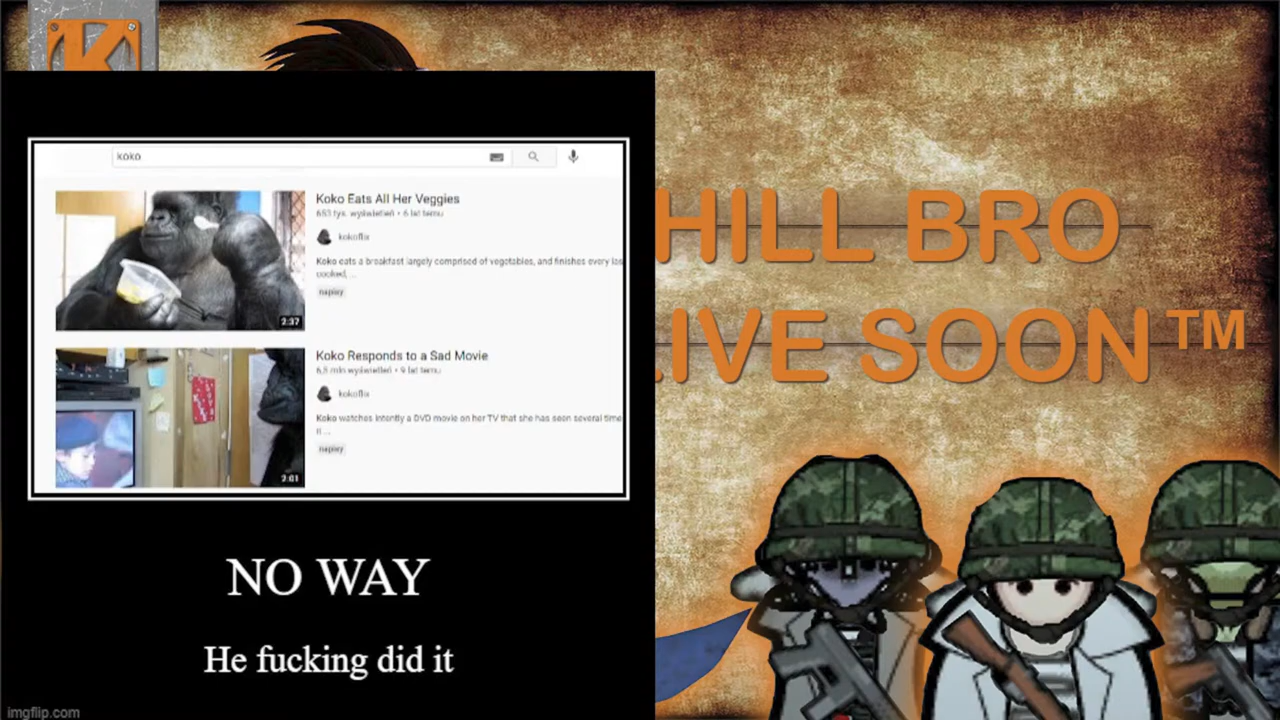 K
koko
Koko Eats All Her Veggies
653 tys. wyświetleń • 6 lat temu
kokoflix
Koko eats a breakfast largely comprised of vegetables, and finishes every las
cooked, ...
napisy
2:37
Koko Responds to a Sad Movie
6,8 mln wyświetleń • 9 lat temu
kokoflix
Koko watches intently a DVD movie on her TV that she has seen several time
it ...
napisy
2:01
HILL BRO
LIVE SOON™
NO WAY
He fucking did it
imgflip.com